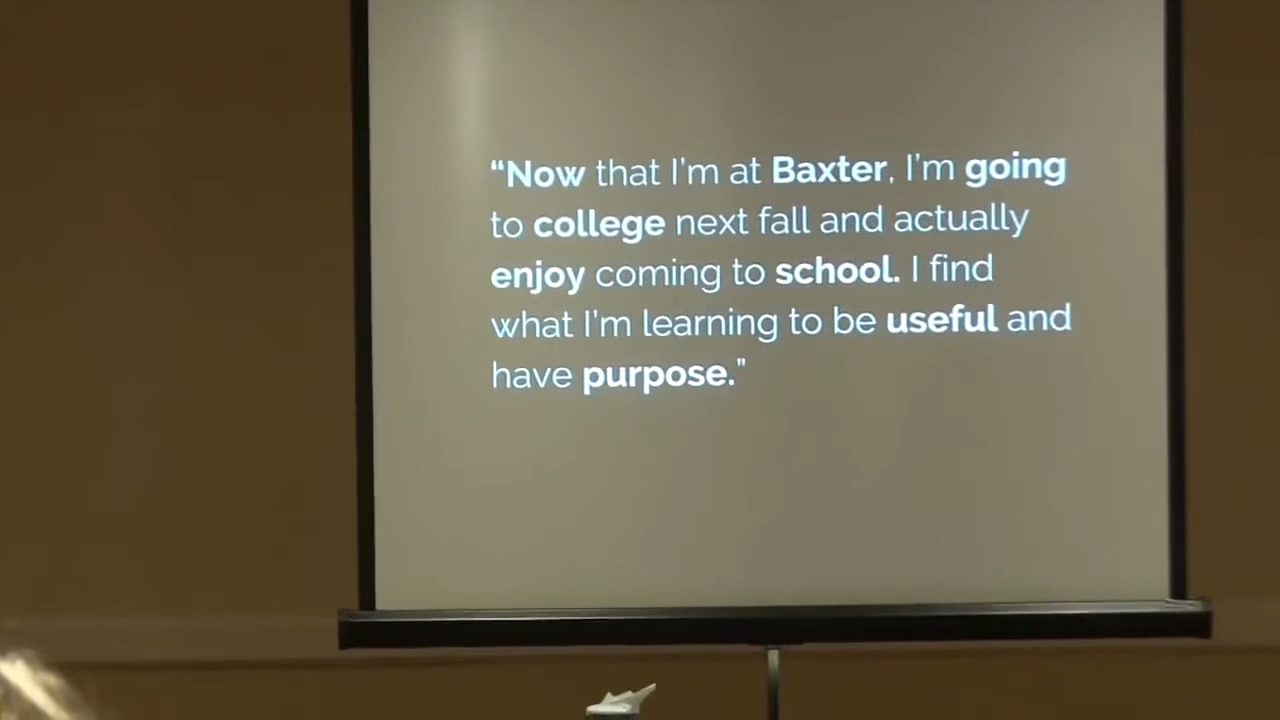 “Now that I’m at Baxter, I’m going
to college next fall and actually
enjoy coming to school. I find
what I’m learning to be useful and
have purpose.”